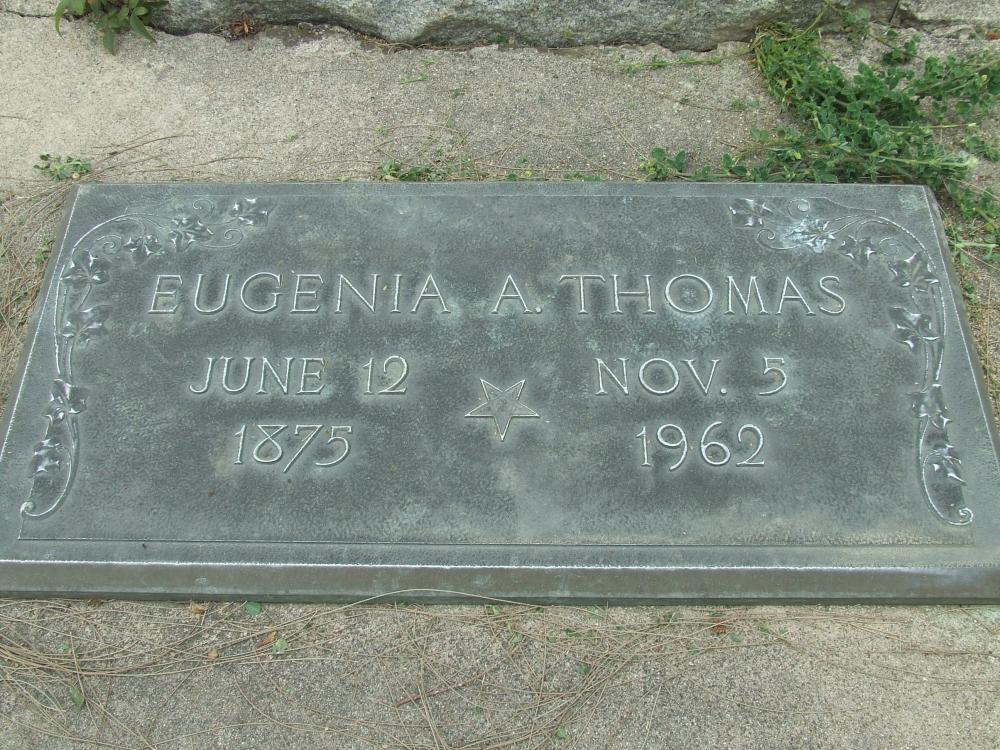 EUGENIA A. THOMAS
JUNE 12 NOV. 5
1875 1962